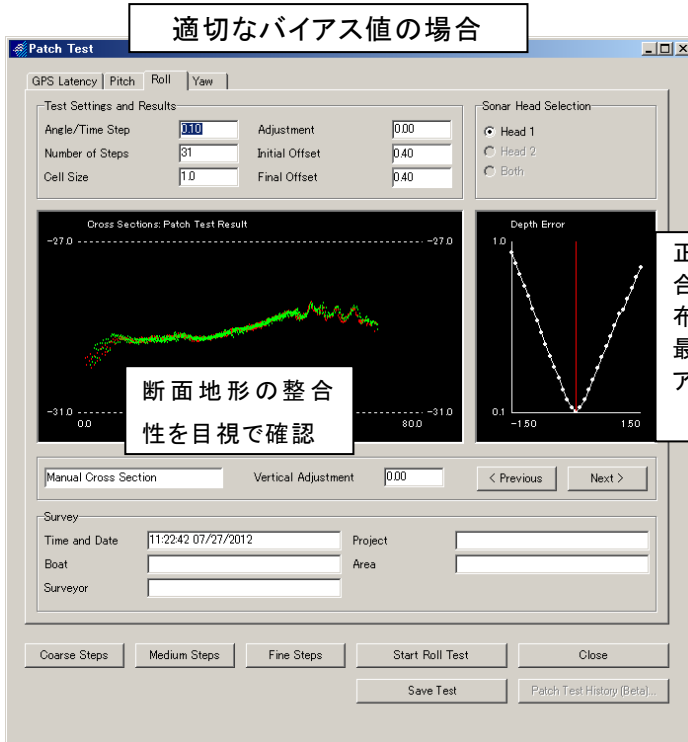 適切なバイアス値の場合
Patch Test
GPS Latency Pitch Roll Yaw
Test Settings and Results
Sonar Head Selection
Angle/Time Step 0.10 Adjustment 0.00
Head 1
Number of Steps 31 Initial Offset 0.40
Head 2
Cell Size 1.0 Final Offset 0.40
Both
Cross Sections: Patch Test Result
Depth Error
-27.0 -27.0
1.0
正
合
布
最
ア
断面地形の整合
性を目視で確認
-31.0 -31.0
0.0 80.0
0.1
-1.50 1.50
Manual Cross Section Vertical Adjustment 0.00 < Previous Next >
Survey
Time and Date 11:22:42 07/27/2012 Project
Boat Area
Surveyor
Coarse Steps Medium Steps Fine Steps Start Roll Test Close
Save Test Patch Test History (Beta)...